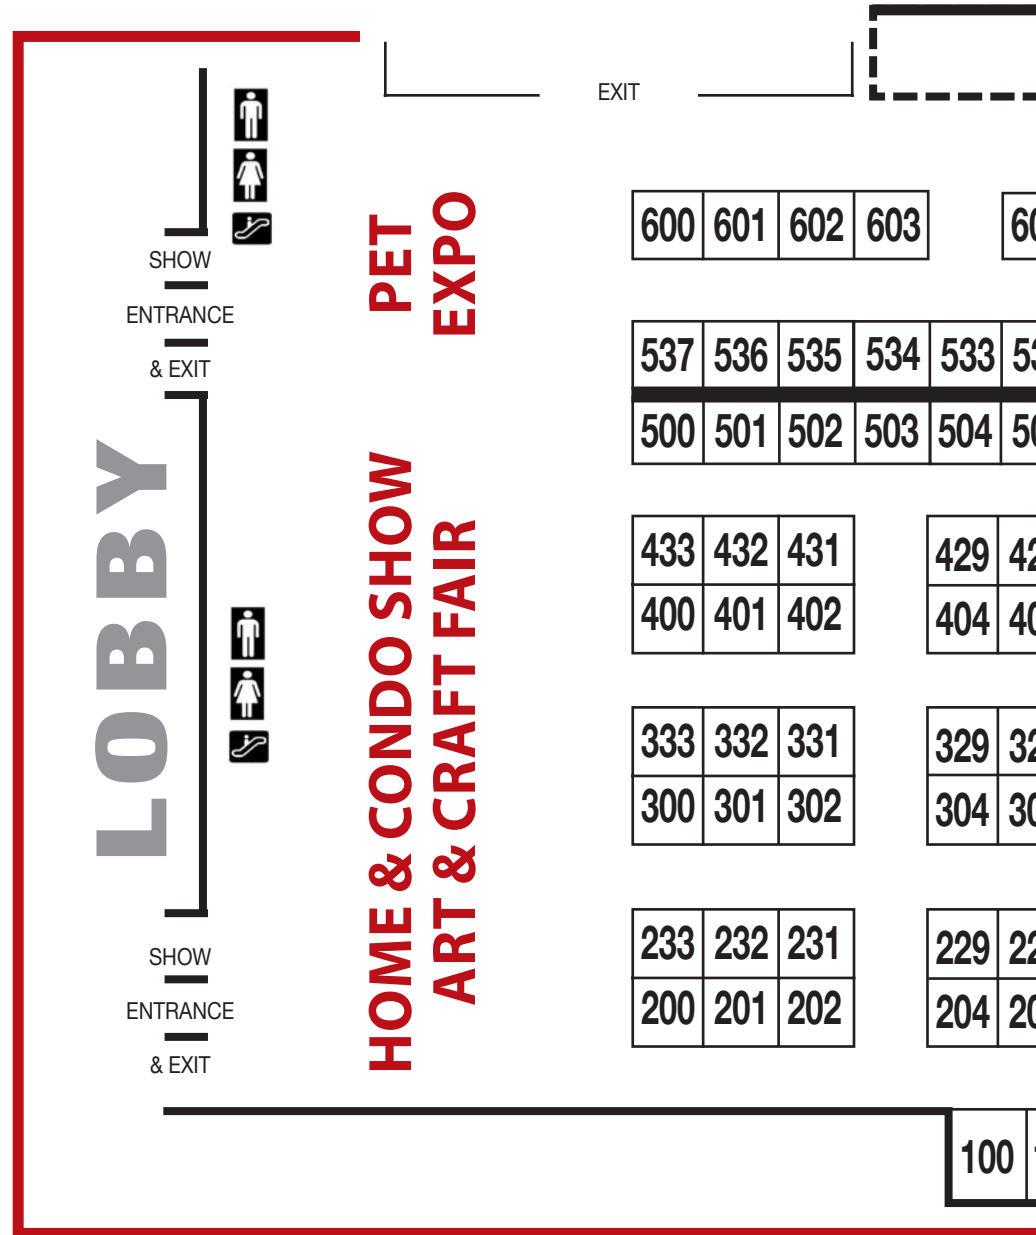 EXIT
SHOW
ENTRANCE
& EXIT
LOBBY
PET
EXPO
HOME & CONDO SHOW
ART & CRAFT FAIR
600 601 602 603
537 536 535 534 533
500 501 502 503 504
433 432 431 429
400 401 402 404
333 332 331 329
300 301 302 304
233 232 231 229
200 201 202 204
SHOW
ENTRANCE
& EXIT
100